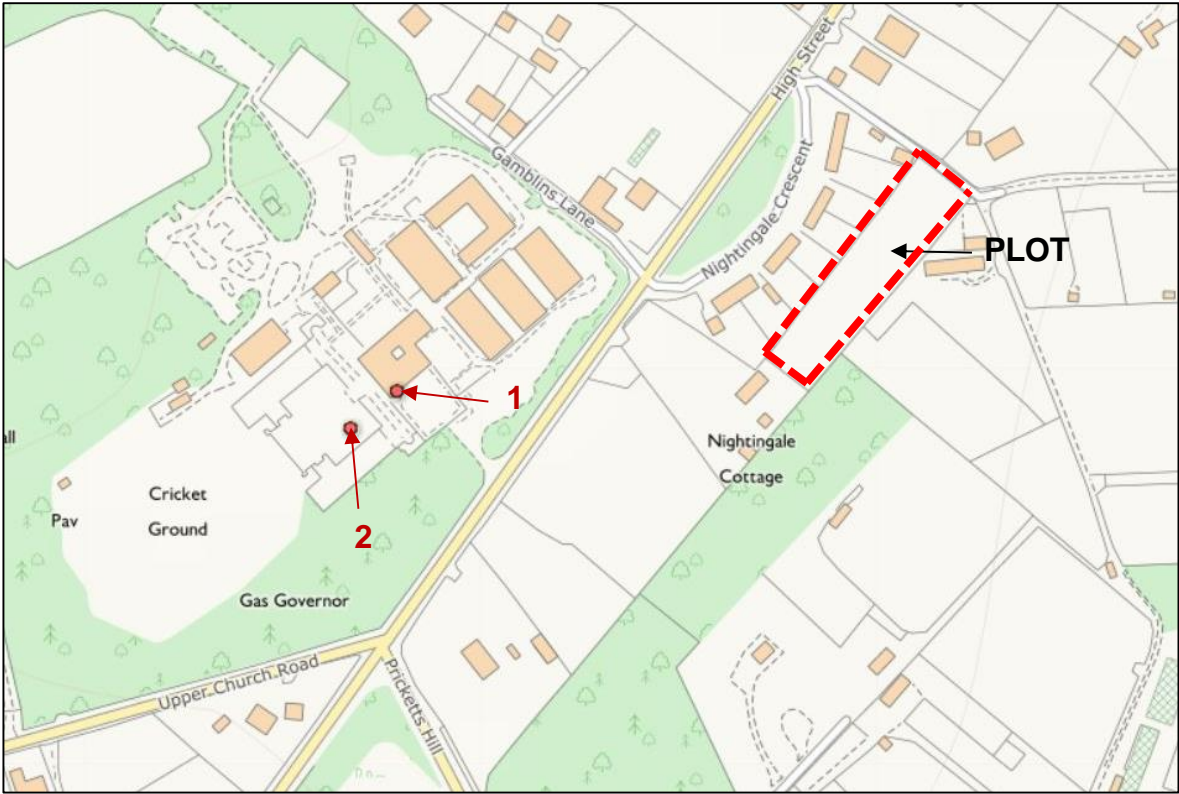 High Street
Gamblins Lane
Nightingale Crescent
PLOT
1
2
Nightingale
Cottage
all
Cricket
Ground
Pav
Gas Governor
Upper Church Road
Pricketts Hill